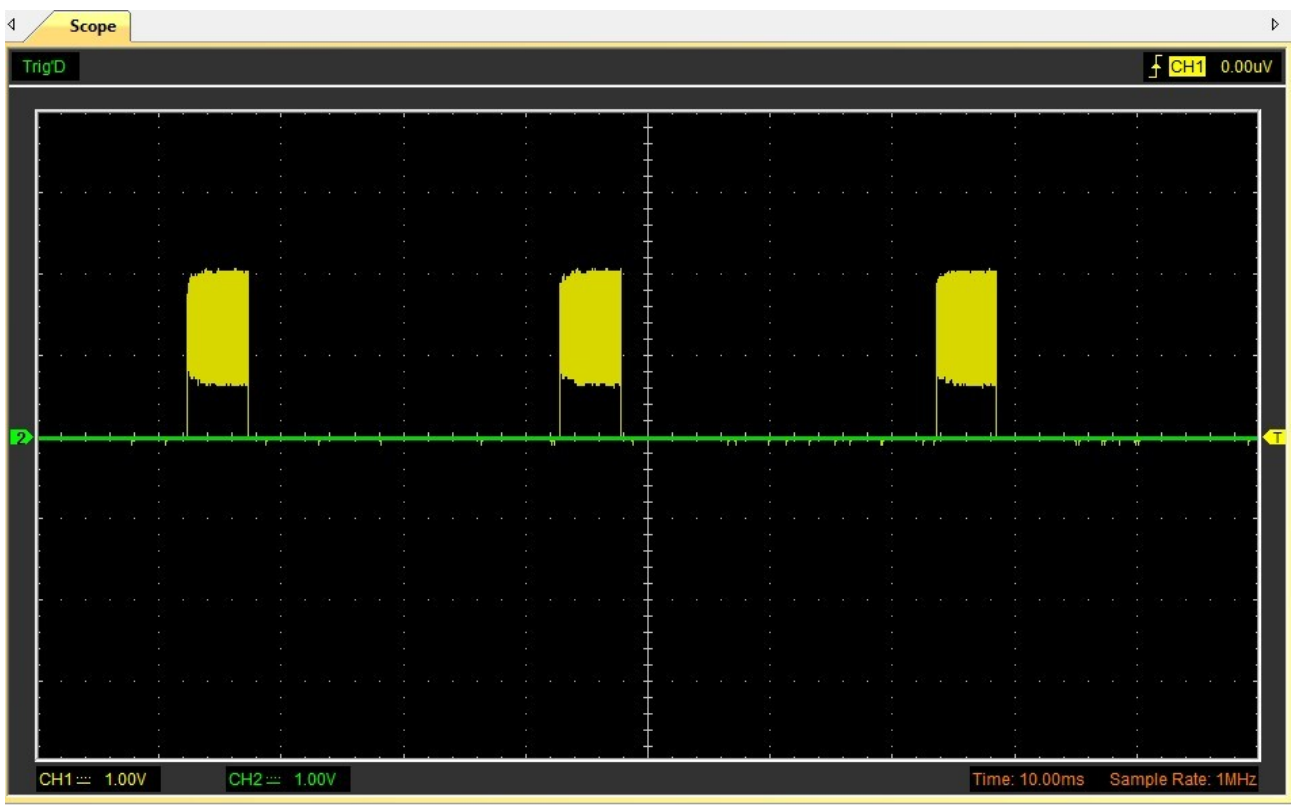 Scope
Trig'D
CH1 0.00uV
2
T
CH1 1.00V CH2 1.00V Time: 10.00ms Sample Rate: 1MHz